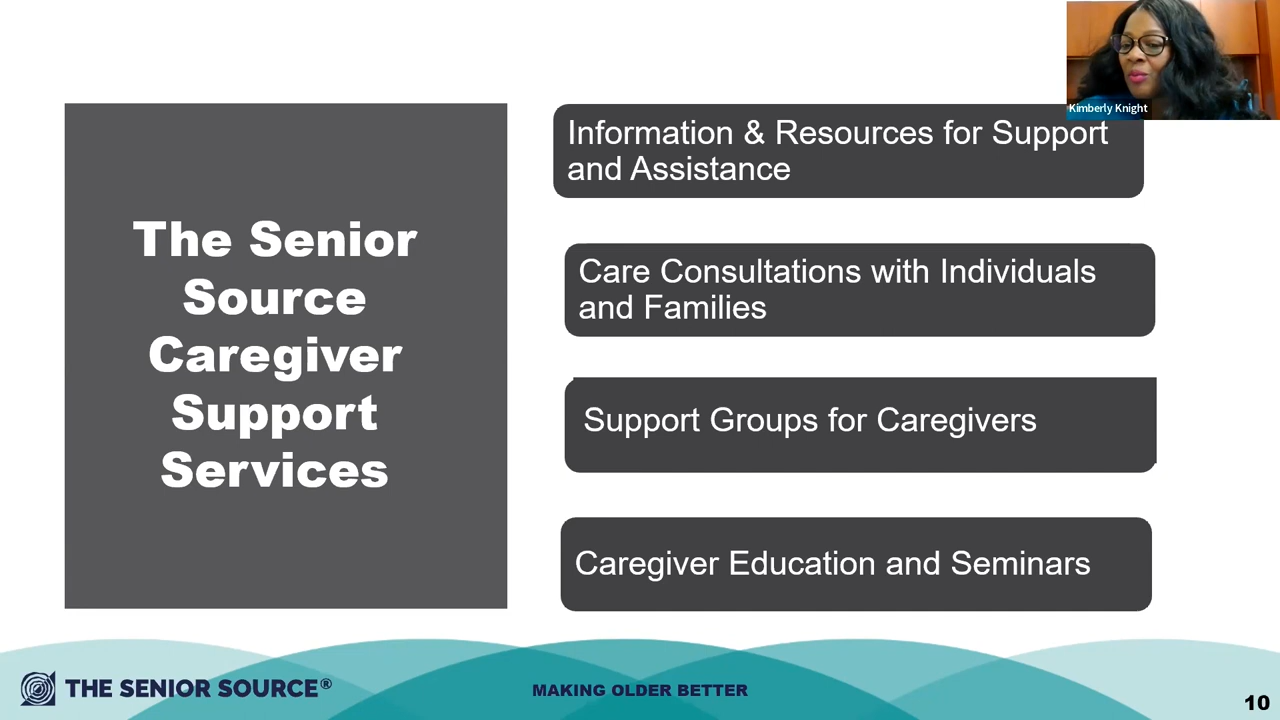 Kimberly Knight
The Senior
Source
Caregiver
Support
Services
Information & Resources for Support
and Assistance
Care Consultations with Individuals
and Families
Support Groups for Caregivers
Caregiver Education and Seminars
THE SENIOR SOURCE®
MAKING OLDER BETTER
10